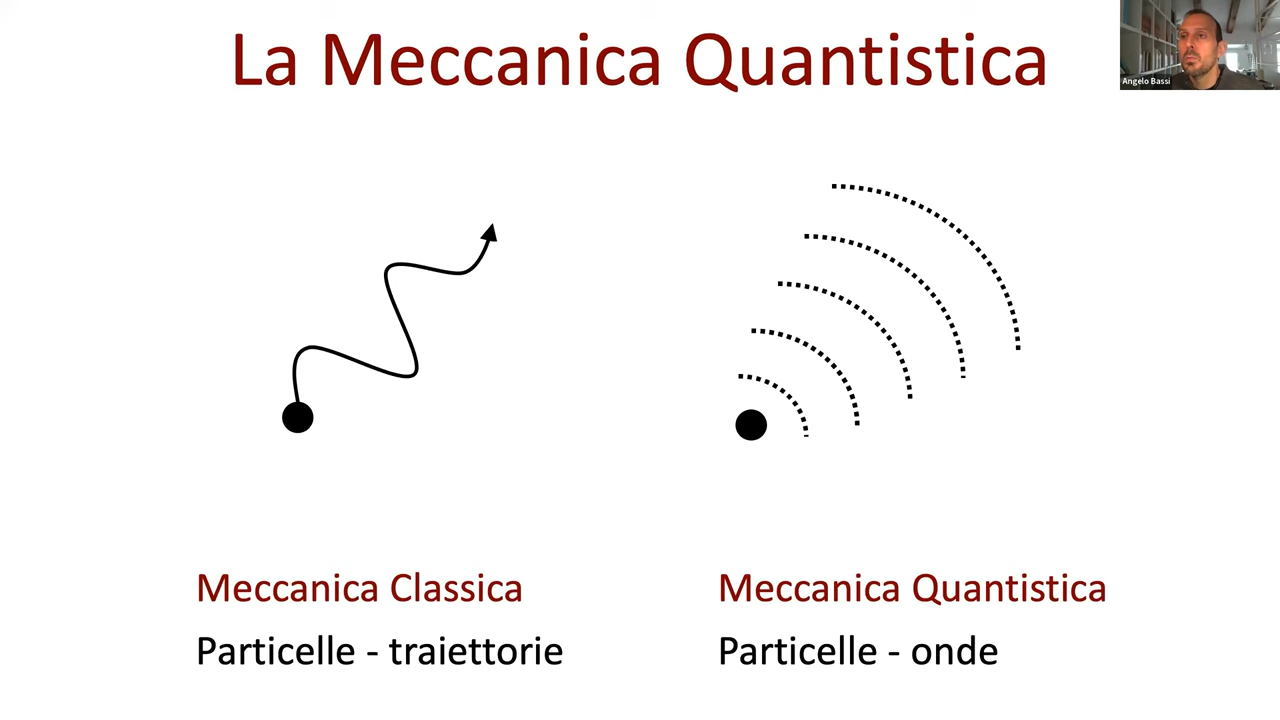 La Meccanica Quantistica
Angelo Bassi
Meccanica Classica
Particelle - traiettorie
Meccanica Quantistica
Particelle - onde